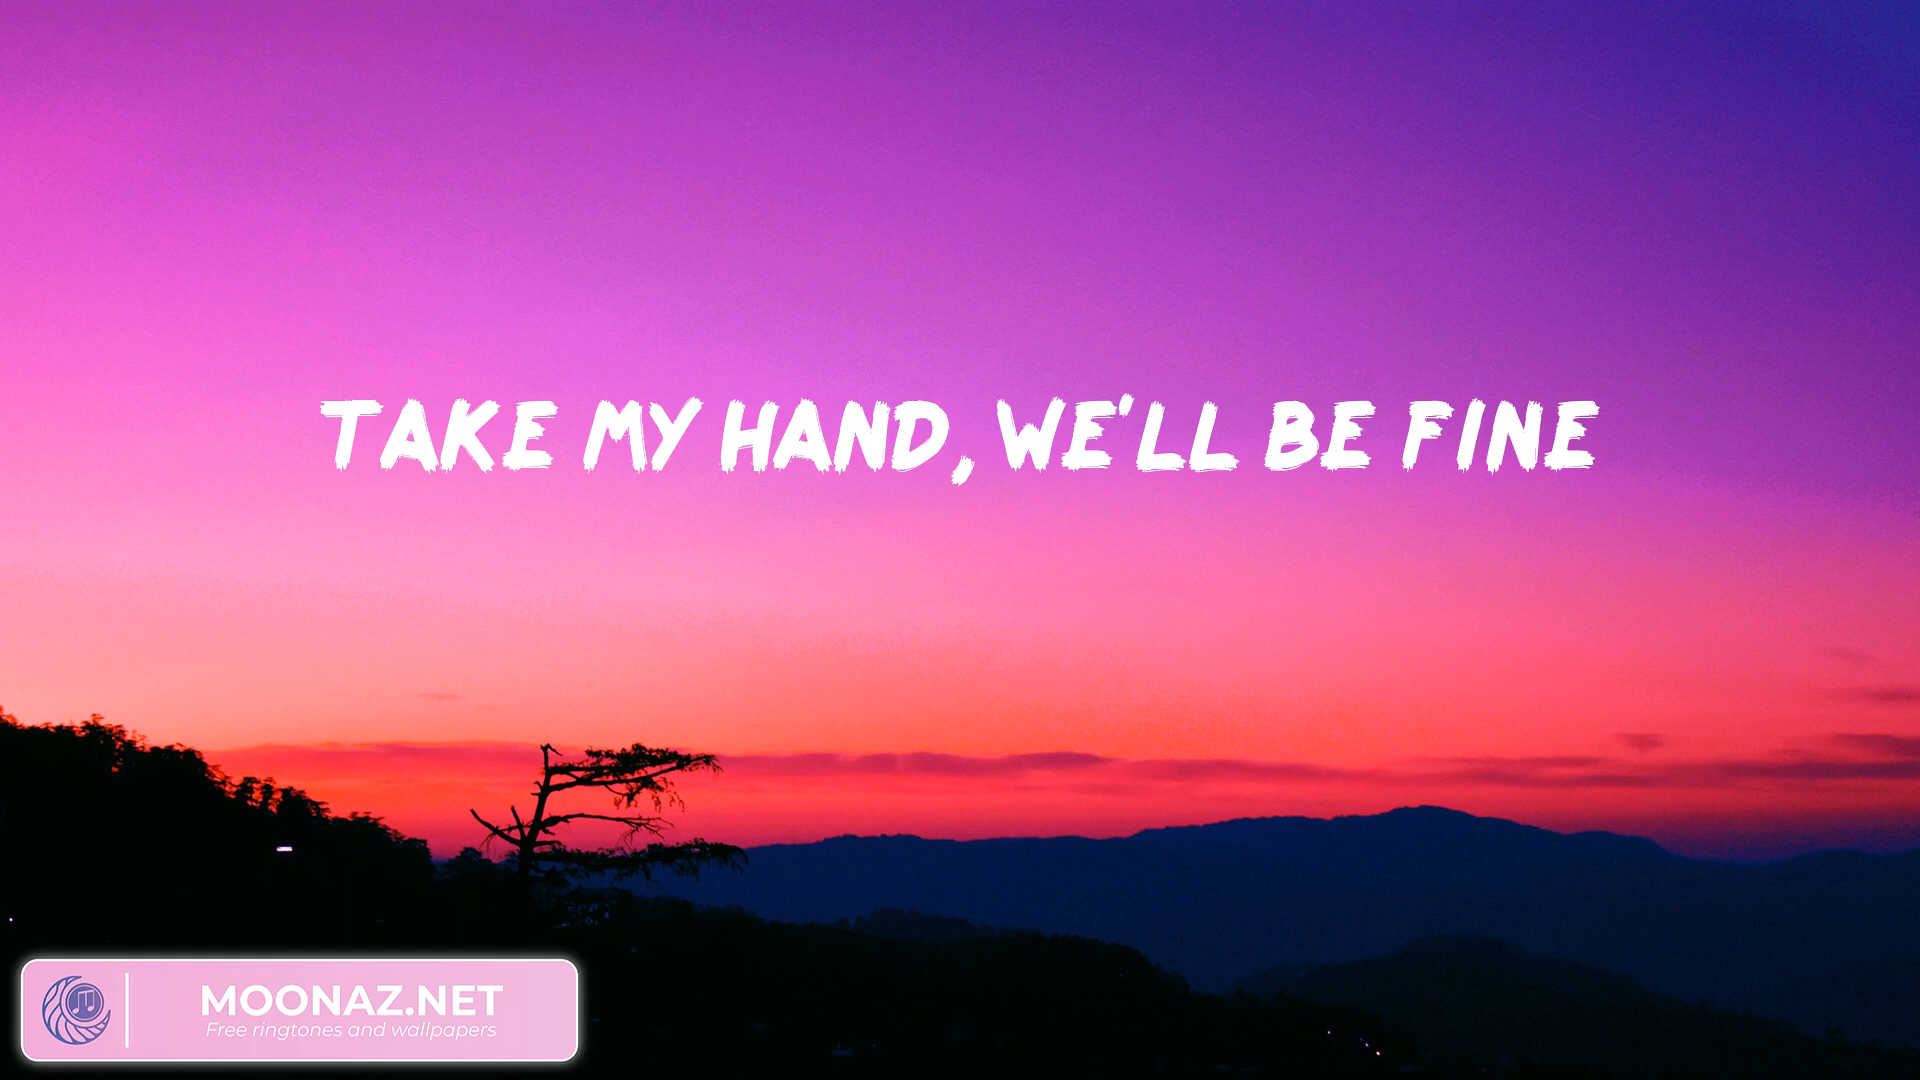 TAKE MY HAND, WE'LL BE FINE
MOONAZ.NET
Free ringtones and wallpapers